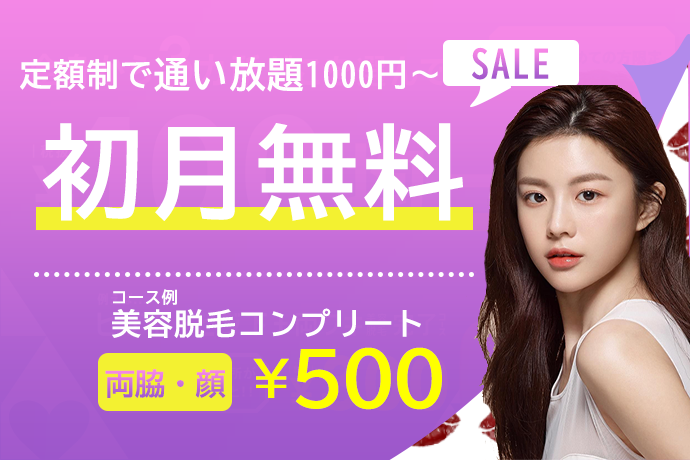 定額制で通い放題1000円～
SALE
初月無料
コース例
美容脱毛コンプリート
両脇・顔
¥500